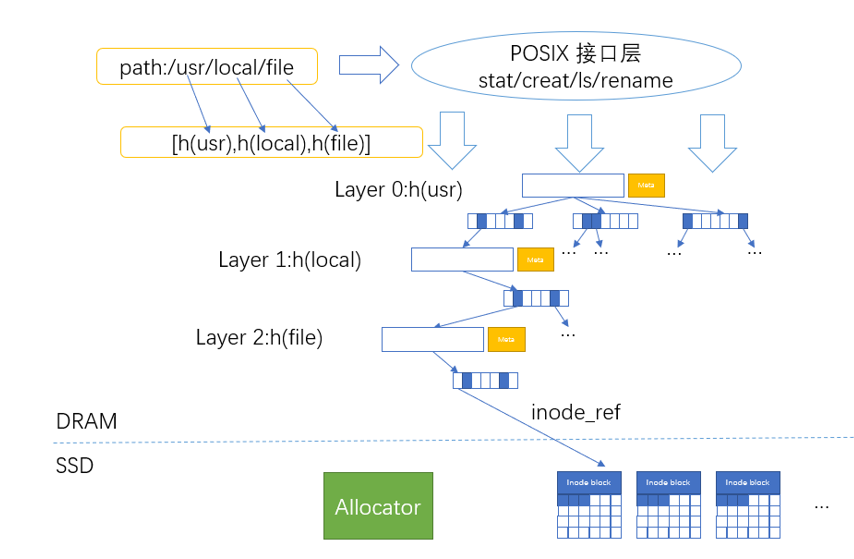 path:/usr/local/file
POSIX 接口层
stat/creat/ls/rename
[h(usr),h(local),h(file)]
Layer 0:h(usr)
Meta
... ... ... ...
Layer 1:h(local)
Meta
...
Layer 2:h(file)
Meta
inode_ref
DRAM
SSD
Allocator
Inode block
Inode block
Inode block
...